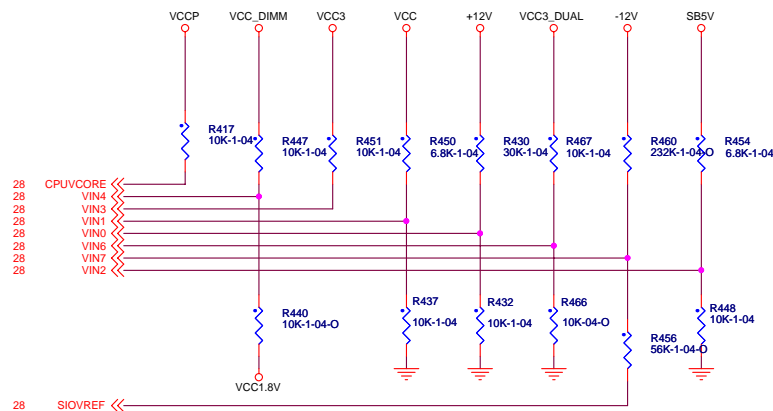 VCCP
VCC_DIMM
VCC3
VCC
+12V
VCC3_DUAL
-12V
SB5V
R417
10K-1-04
R447
10K-1-04
R451
10K-1-04
R450
6.8K-1-04
R430
30K-1-04
R467
10K-1-04
R460
232K-1-04-O
R454
6.8K-1-04
28 CPUVCORE
28 VIN4
28 VIN3
28 VIN1
28 VIN0
28 VIN6
28 VIN7
28 VIN2
R440
10K-1-04-O
R437
10K-1-04
R432
10K-1-04
R466
10K-04-O
R456
56K-1-04-O
R448
10K-1-04
VCC1.8V
28 SIOVREF